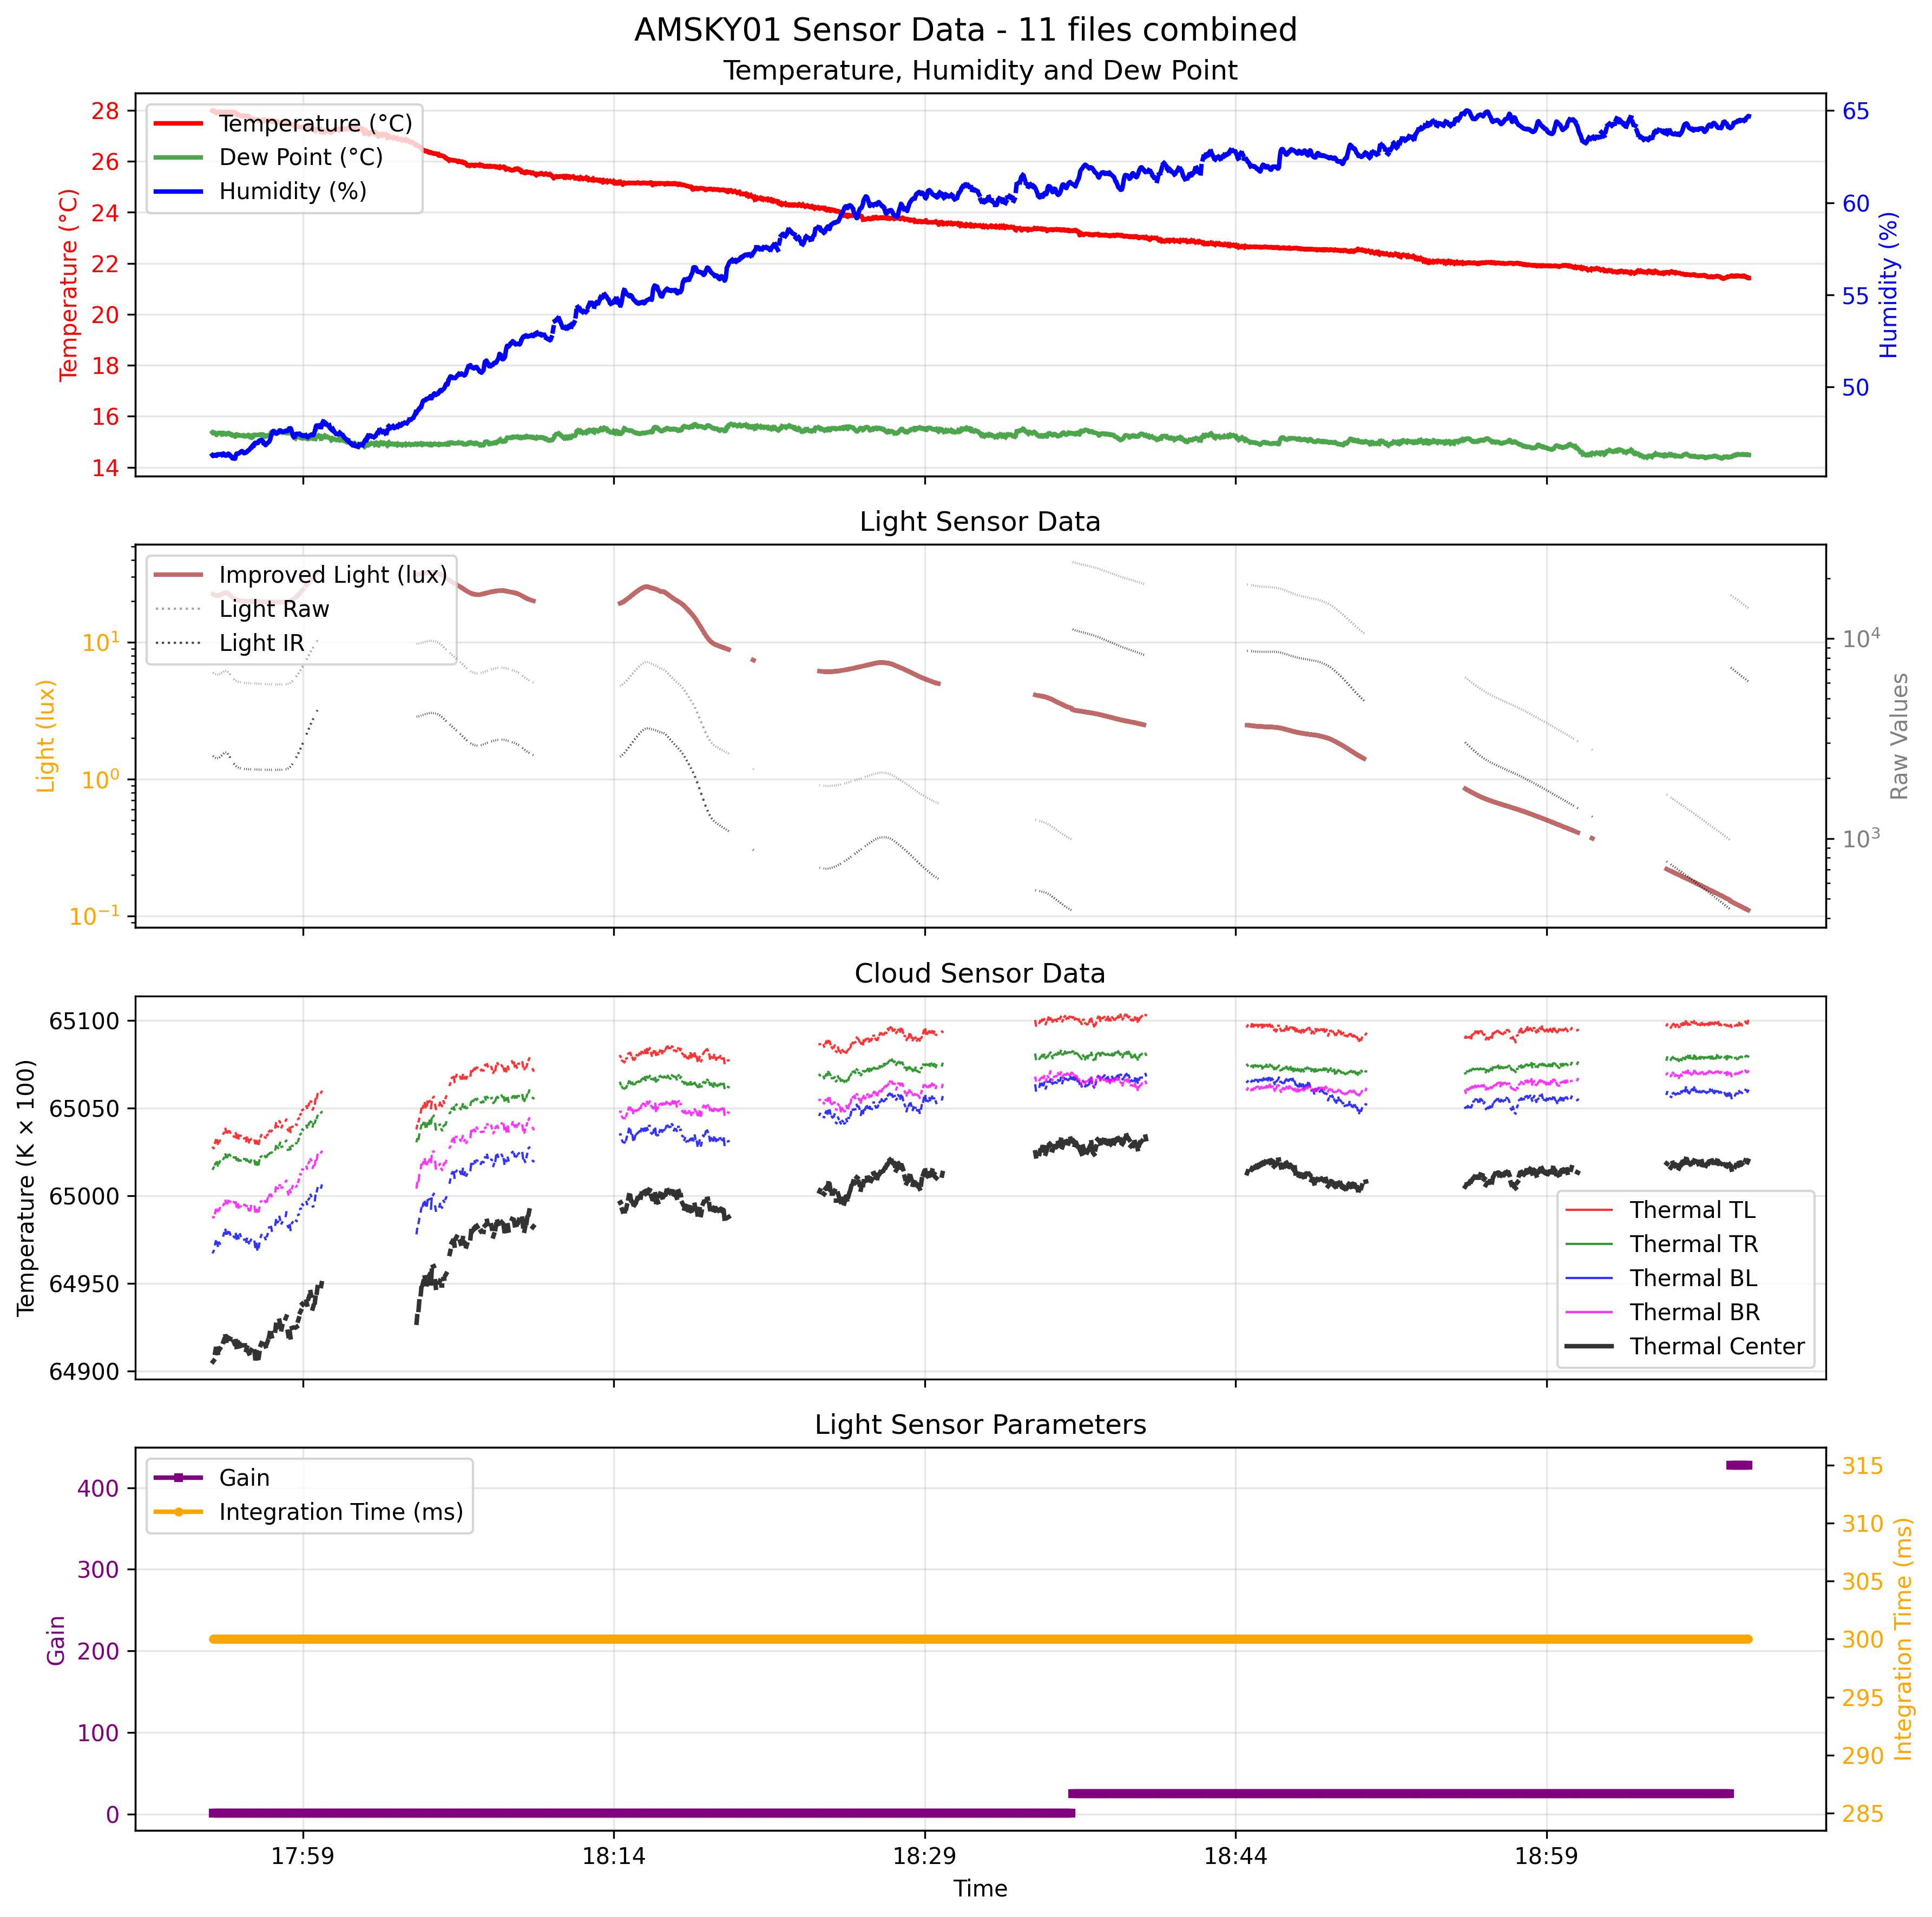 AMSKY01 Sensor Data - 11 files combined
Temperature, Humidity and Dew Point
Temperature (°C)
Dew Point (°C)
Humidity (%)
28
26
24
22
20
18
16
14
Temperature (°C)
65
60
55
50
Humidity (%)
Light Sensor Data
Improved Light (lux)
Light Raw
Light IR
10¹
10⁰
10⁻¹
Light (lux)
10⁴
10³
Raw Values
Cloud Sensor Data
65100
65050
65000
64950
64900
Temperature (K × 100)
Thermal TL
Thermal TR
Thermal BL
Thermal BR
Thermal Center
Light Sensor Parameters
Gain
Integration Time (ms)
400
300
200
100
0
Gain
315
310
305
300
295
290
285
Integration Time (ms)
17:59 18:14 18:29 18:44 18:59
Time